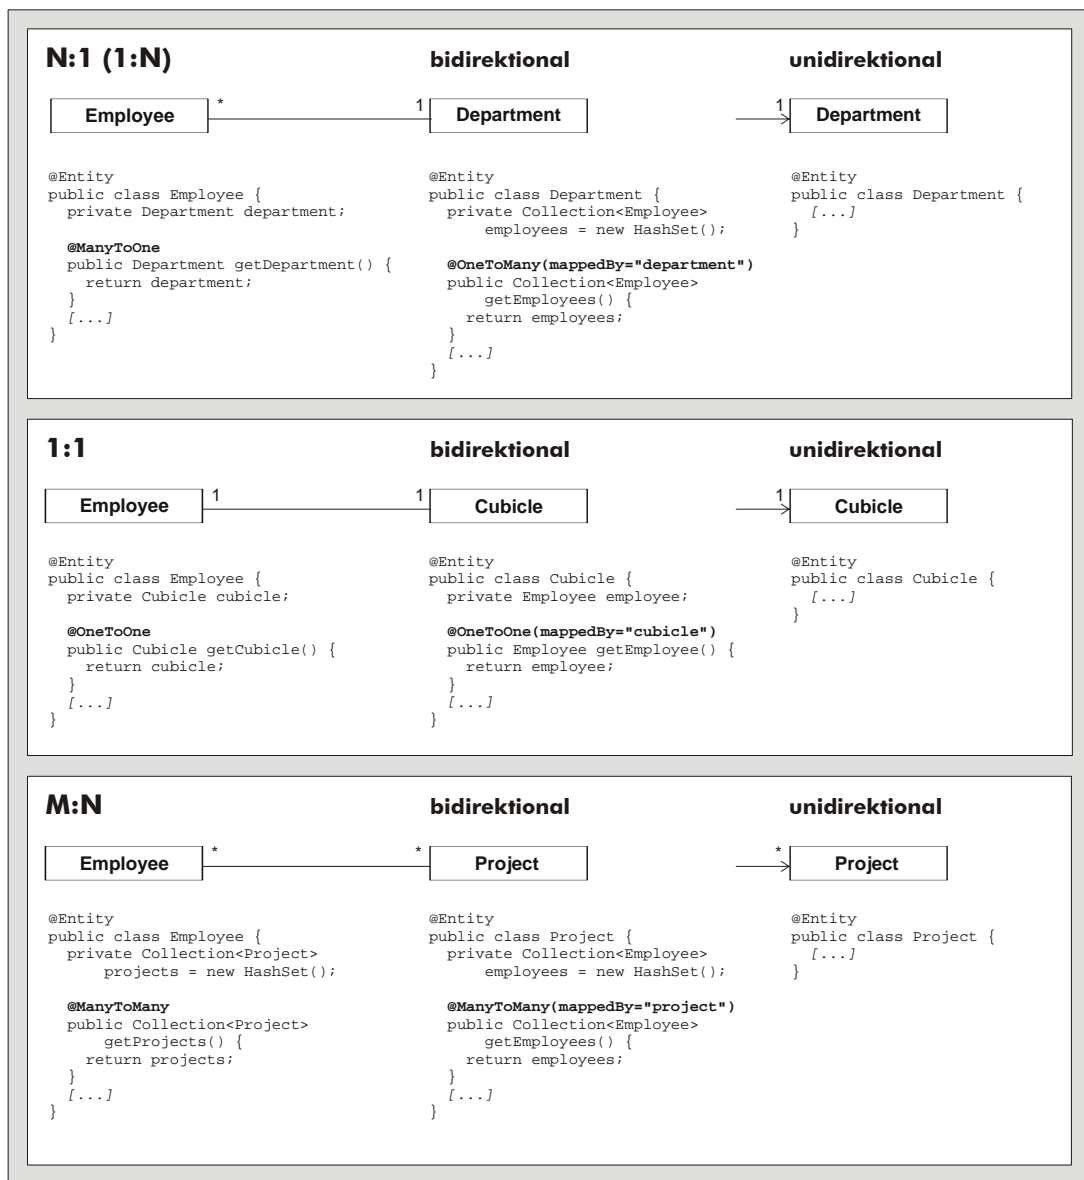 N:1 (1:N)
bidirektional
unidirektional
Employee
*
1
Department
1
Department
@Entity
public class Employee {
private Department department;
@ManyToOne
public Department getDepartment() {
return department;
}
[...]
}
@Entity
public class Department {
private Collection<Employee>
employees = new HashSet();
@OneToMany(mappedBy="department")
public Collection<Employee>
getEmployees() {
return employees;
}
[...]
}
@Entity
public class Department {
[...]
}
1:1
bidirektional
unidirektional
Employee
1
1
Cubicle
1
Cubicle
@Entity
public class Employee {
private Cubicle cubicle;
@OneToOne
public Cubicle getCubicle() {
return cubicle;
}
[...]
}
@Entity
public class Cubicle {
private Employee employee;
@OneToOne(mappedBy="cubicle")
public Employee getEmployee() {
return employee;
}
[...]
}
@Entity
public class Cubicle {
[...]
}
M:N
bidirektional
unidirektional
Employee
*
*
Project
*
Project
@Entity
public class Employee {
private Collection<Project>
projects = new HashSet();
@ManyToMany
public Collection<Project>
getProjects() {
return projects;
}
[...]
}
@Entity
public class Project {
private Collection<Employee>
employees = new HashSet();
@ManyToMany(mappedBy="project")
public Collection<Employee>
getEmployees() {
return employees;
}
[...]
}
@Entity
public class Project {
[...]
}